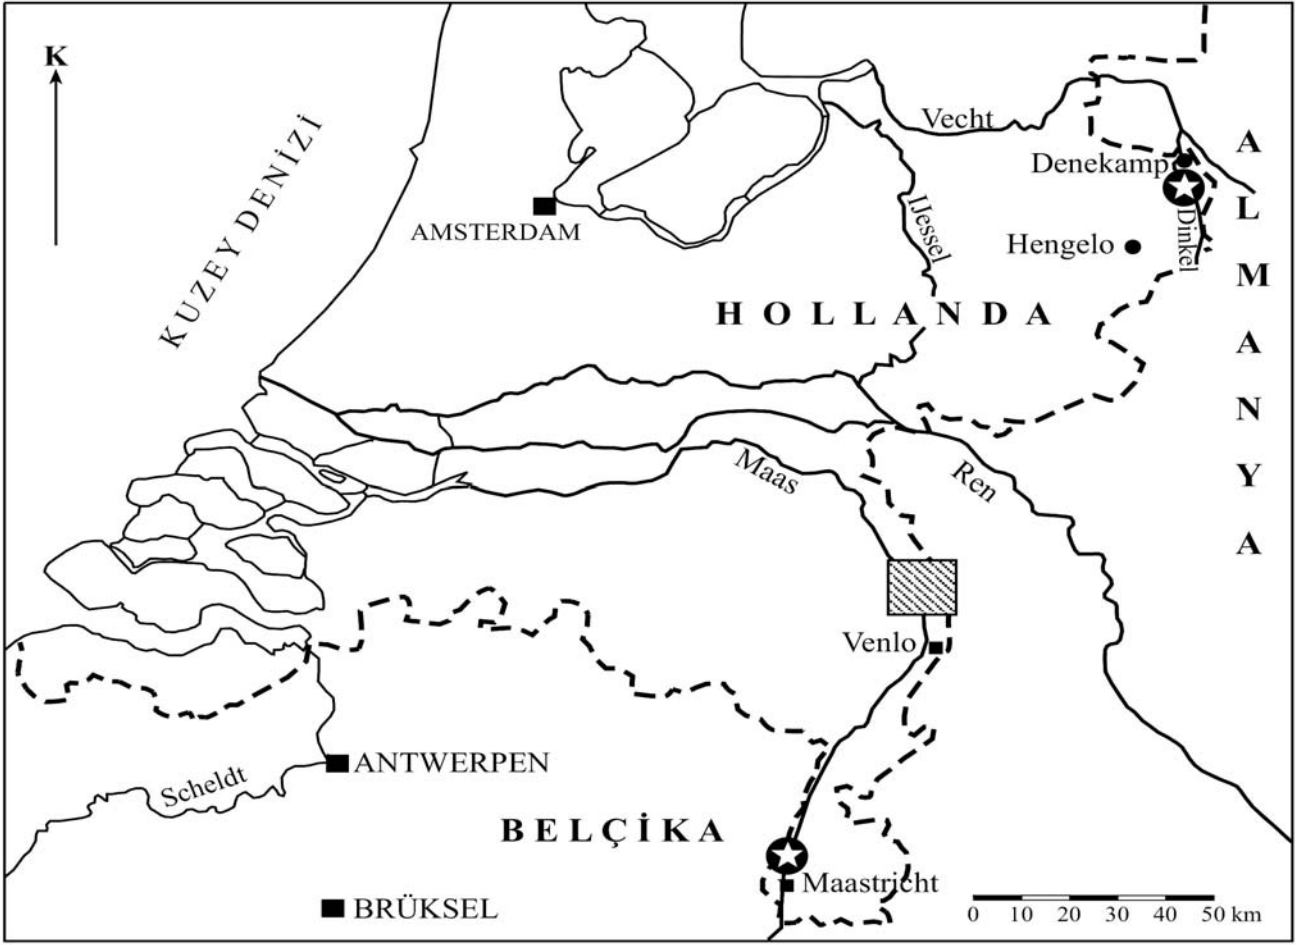 K
KUZEY DENİZİ
Vecht
Denekamp
AMSTERDAM
IJessel
Hengelo
Dinkel
HOLLANDA
ALMANYA
Maas
Ren
Venlo
ANTWERPEN
Scheldt
BELÇİKA
Maastricht
BRÜKSEL
0 10 20 30 40 50 km